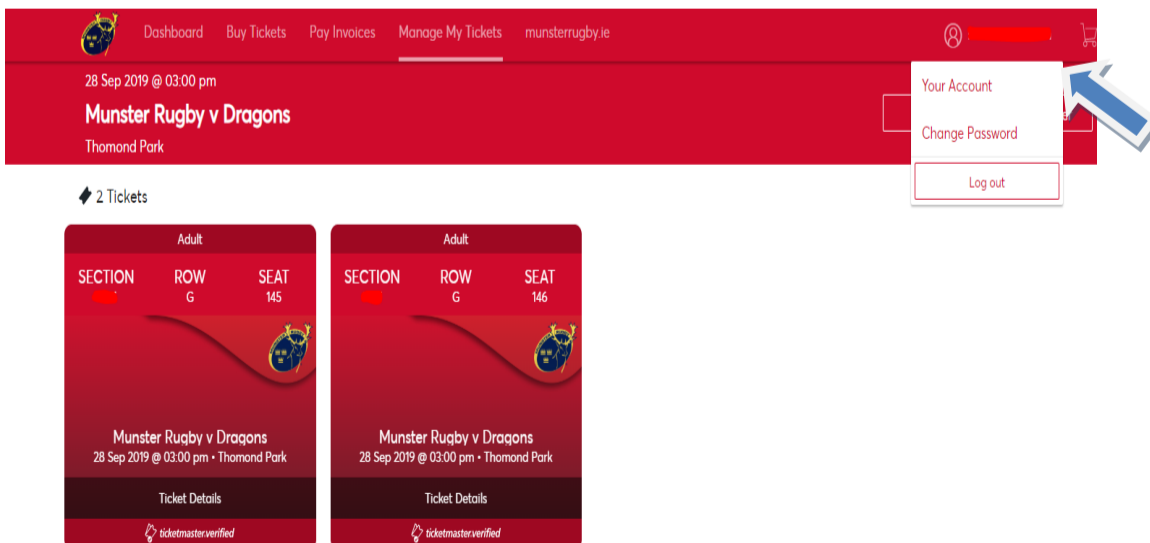 Dashboard Buy Tickets Pay Invoices Manage My Tickets munsterrugby.ie
28 Sep 2019 @ 03:00 pm
Munster Rugby v Dragons
Thomond Park
Your Account
Change Password
Log out
2 Tickets
Adult
SECTION ROW SEAT
G 145
Munster Rugby v Dragons
28 Sep 2019 @ 03:00 pm • Thomond Park
Ticket Details
ticketmaster.verified
Adult
SECTION ROW SEAT
G 146
Munster Rugby v Dragons
28 Sep 2019 @ 03:00 pm • Thomond Park
Ticket Details
ticketmaster.verified